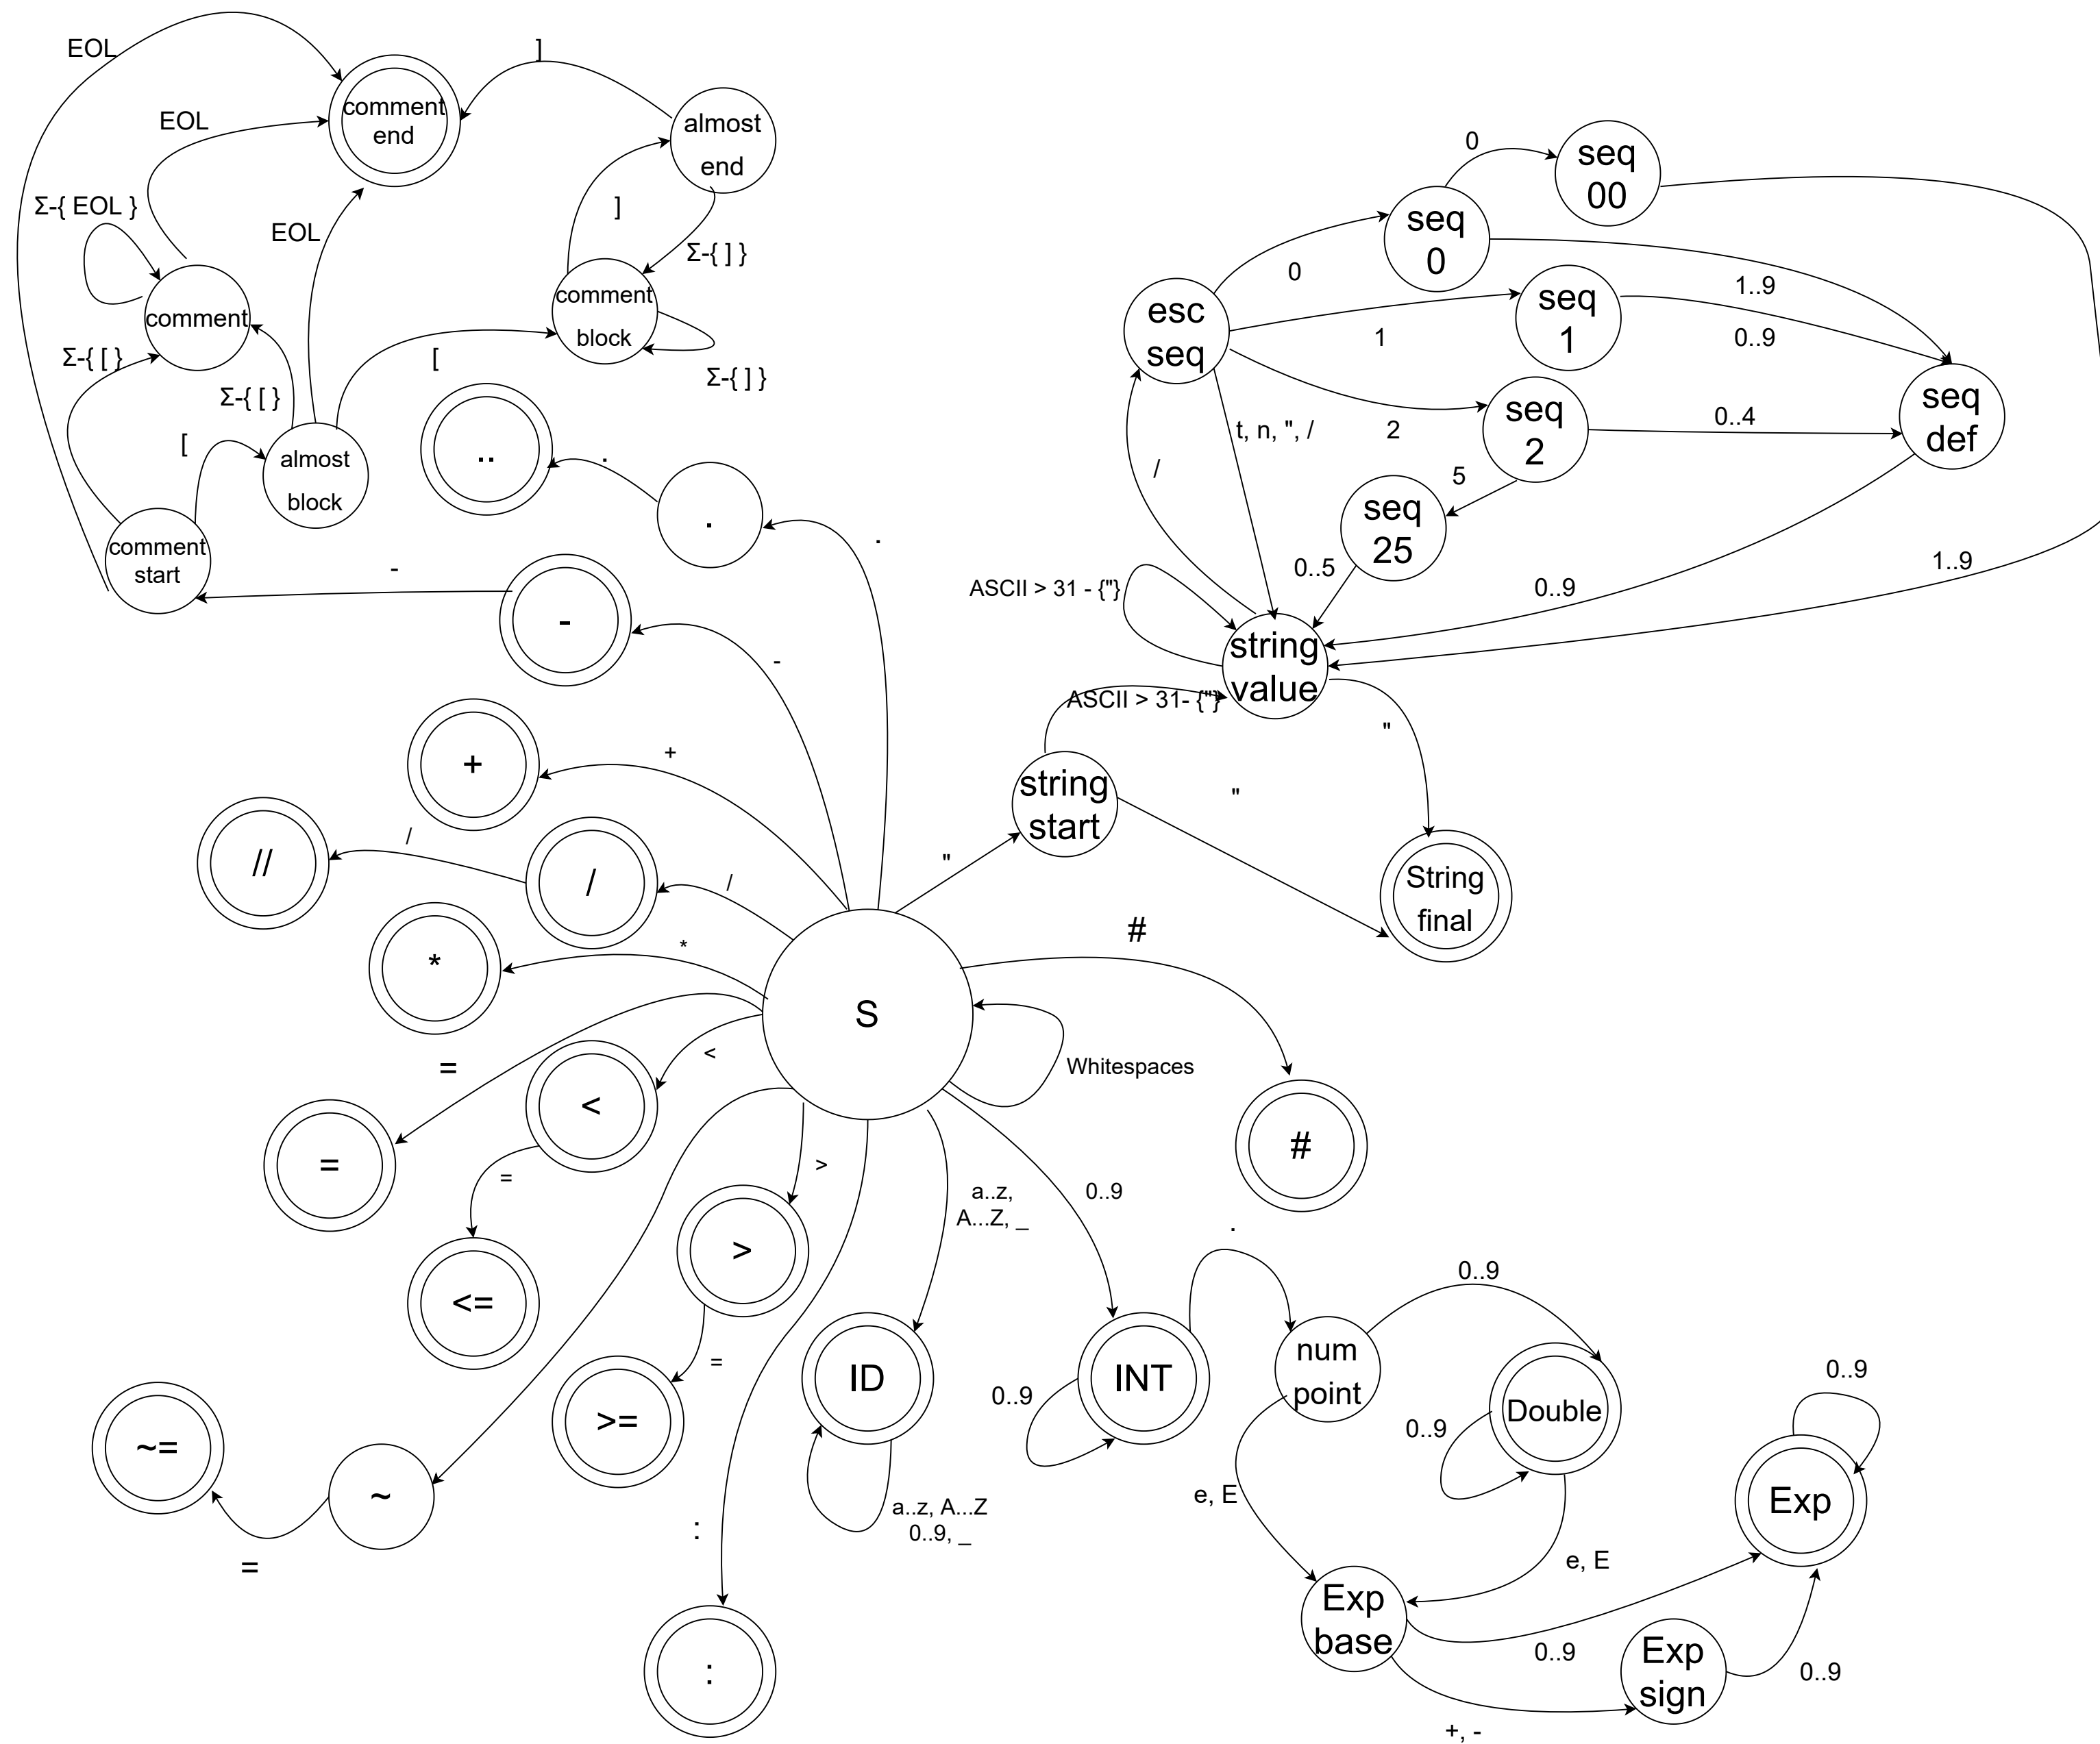 EOL
]
comment
end
almost
end
EOL
0
seq
00
Σ-{ EOL }
EOL
]
seq
0
Σ-{ ] }
0
1..9
esc
seq
seq
1
comment
block
comment
1
0..9
Σ-{ [ }
[
Σ-{ ] }
Σ-{ [ }
seq
def
t, n, ", /
2
seq
2
0..4
[
almost
block
..
.
/
5
.
seq
25
.
comment
start
-
0..5
1..9
ASCII > 31 - {"}
0..9
-
-
string
value
ASCII > 31- {"}
"
+
+
string
start
"
/
//
/
/
"
String
final
#
*
*
S
=
<
Whitespaces
<
=
#
=
>
a..z,
A...Z, _
0..9
.
>
<=
0..9
=
num
point
ID
INT
0..9
0..9
Double
0..9
>=
~=
~
e, E
Exp
a..z, A...Z
0..9, _
:
=
e, E
Exp
base
0..9
Exp
sign
0..9
:
+, -